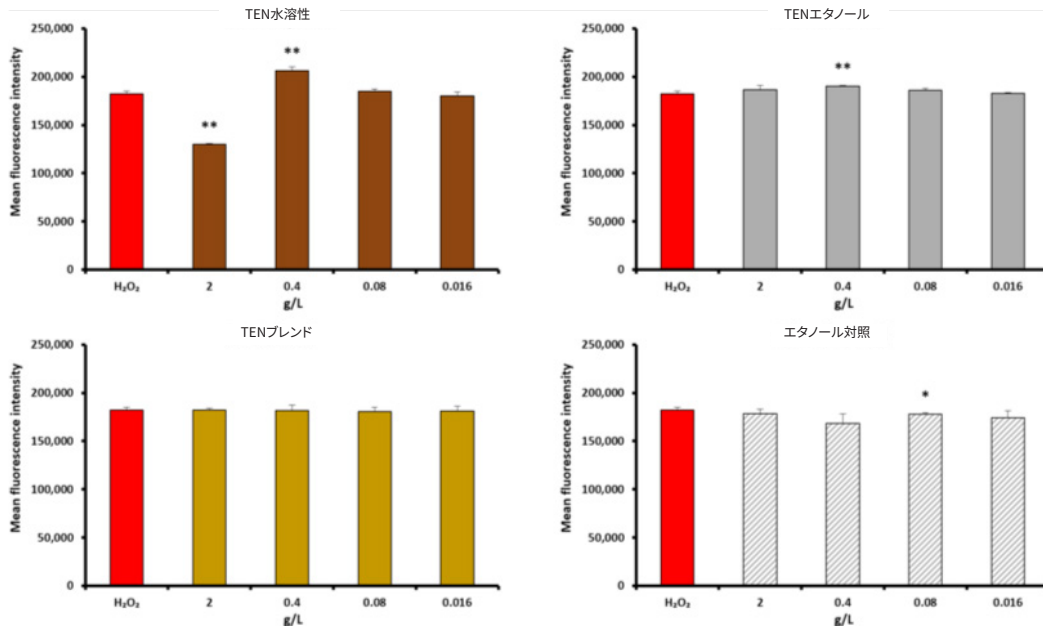 TEN水溶性
Mean fluorescence intensity
250,000
200,000
150,000
100,000
50,000
0
**
**
H₂O₂ 2 0.4 0.08 0.016
g/L
TENエタノール
Mean fluorescence intensity
250,000
200,000
150,000
100,000
50,000
0
**
H₂O₂ 2 0.4 0.08 0.016
g/L
TENブレンド
Mean fluorescence intensity
250,000
200,000
150,000
100,000
50,000
0
H₂O₂ 2 0.4 0.08 0.016
g/L
エタノール対照
Mean fluorescence intensity
250,000
200,000
150,000
100,000
50,000
0
*
H₂O₂ 2 0.4 0.08 0.016
g/L